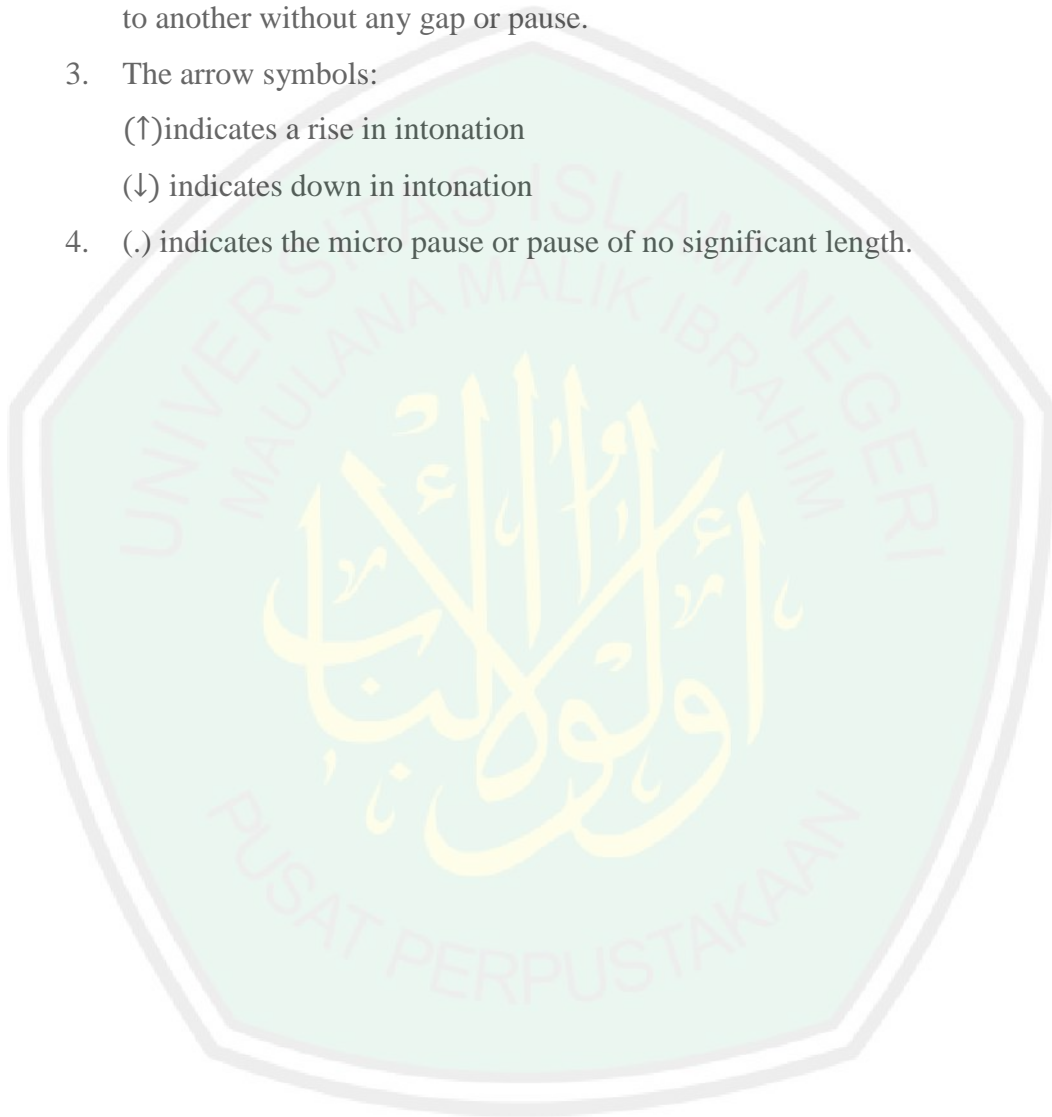 to another without any gap or pause.
3. The arrow symbols:
(↑)indicates a rise in intonation
(↓) indicates down in intonation
4. (.) indicates the micro pause or pause of no significant length.
UNIVERSITAS ISLAM NEGERI
MAULANA MALIK IBRAHIM
أولوا الألباب
PUSAT PERPUSTAKAAN